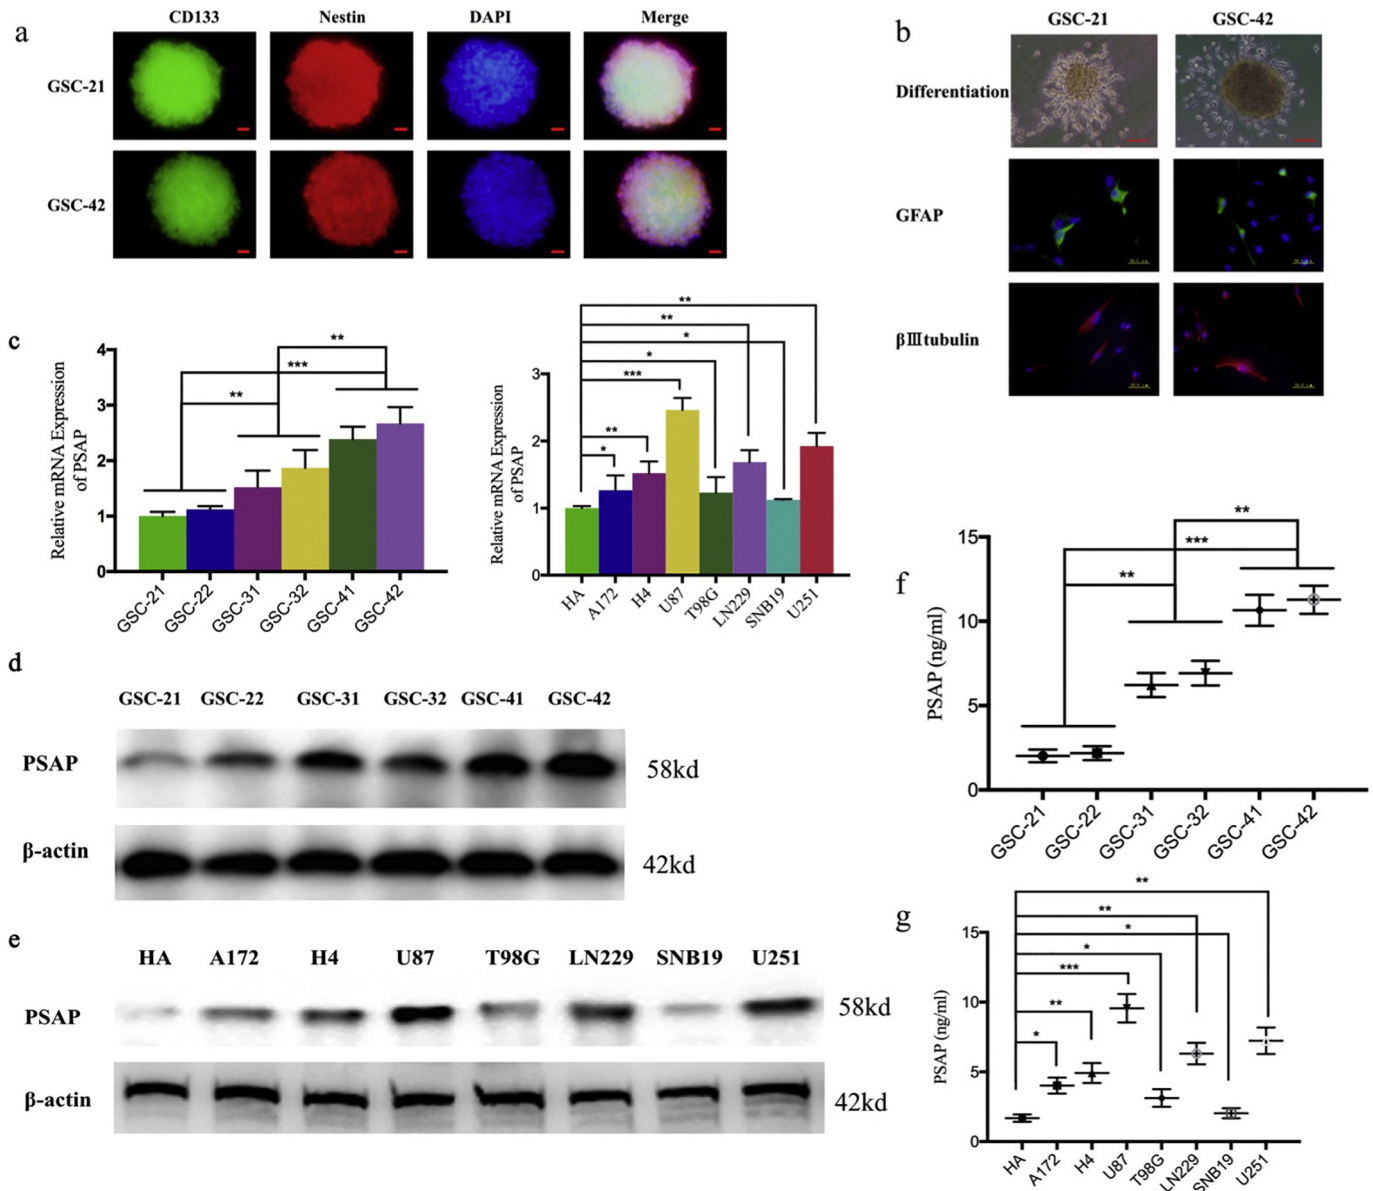 a
CD133 Nestin DAPI Merge
GSC-21
GSC-42
b
GSC-21 GSC-42
Differentiation
GFAP
βⅢtubulin
c
Relative mRNA Expression
of PSAP
4
3
2
1
0
**
***
**
GSC-21 GSC-22 GSC-31 GSC-32 GSC-41 GSC-42
Relative mRNA Expression
of PSAP
3
2
1
0
**
**
*
*
***
**
*
HA A172 H4 U87 T98G LN229 SNB19 U251
d
GSC-21 GSC-22 GSC-31 GSC-32 GSC-41 GSC-42
PSAP 58kd
β-actin 42kd
e
HA A172 H4 U87 T98G LN229 SNB19 U251
PSAP 58kd
β-actin 42kd
f
PSAP (ng/ml)
15
10
5
0
**
***
**
GSC-21 GSC-22 GSC-31 GSC-32 GSC-41 GSC-42
g
PSAP (ng/ml)
15
10
5
0
**
**
*
*
***
**
*
HA A172 H4 U87 T98G LN229 SNB19 U251